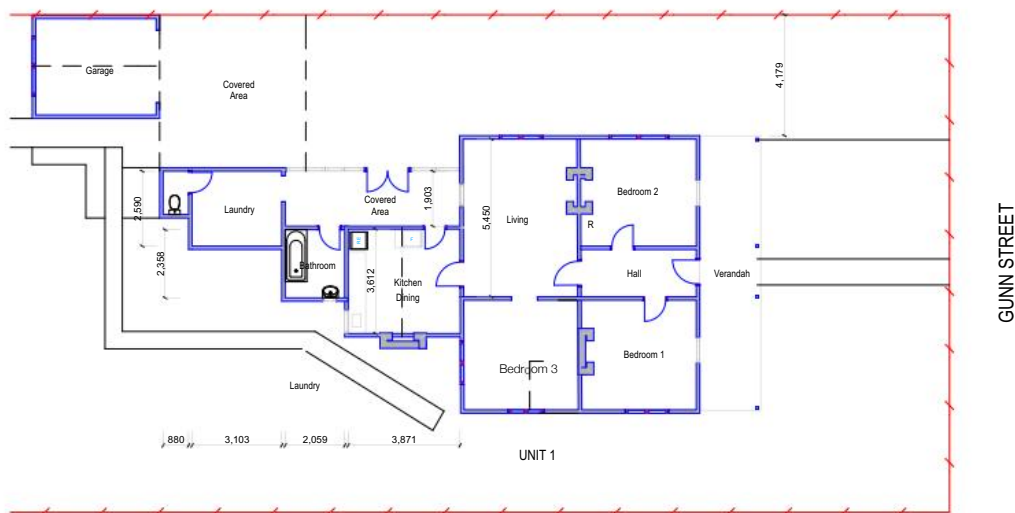 Garage
Covered
Area
4,179
GUNN STREET
2,590
Laundry
Covered
Area
1,903
5,450
Living
Bedroom 2
R
2,358
Bathroom
3,612
Kitchen
Dining
Hall
Verandah
Bedroom 3
Bedroom 1
Laundry
880
3,103
2,059
3,871
UNIT 1